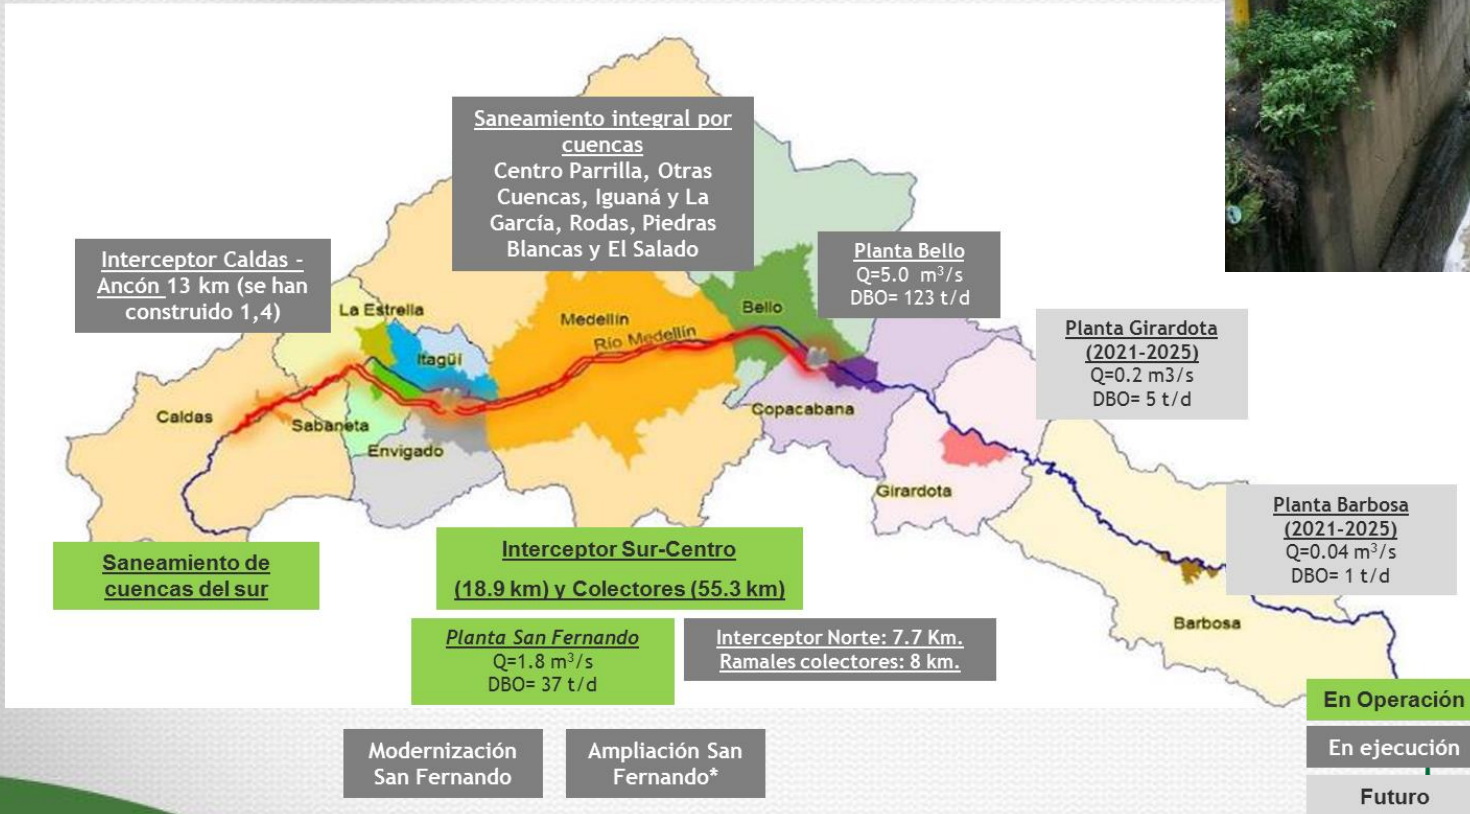 Saneamiento integral por
cuencas
Centro Parrilla, Otras
Cuencas, Iguaná y La
García, Rodas, Piedras
Blancas y El Salado
Interceptor Caldas -
Ancón 13 km (se han
construido 1,4)
Planta Bello
Q=5.0 m³/s
DBO= 123 t/d
Planta Girardota
(2021-2025)
Q=0.2 m3/s
DBO= 5 t/d
La Estrella
Itagüí
Medellín
Río Medellín
Bello
Caldas
Sabaneta
Envigado
Copacabana
Girardota
Barbosa
Planta Barbosa
(2021-2025)
Q=0.04 m³/s
DBO= 1 t/d
Saneamiento de
cuencas del sur
Interceptor Sur-Centro
(18.9 km) y Colectores (55.3 km)
Planta San Fernando
Q=1.8 m³/s
DBO= 37 t/d
Interceptor Norte: 7.7 Km.
Ramales colectores: 8 km.
Modernización
San Fernando
Ampliación San
Fernando*
En Operación
En ejecución
Futuro